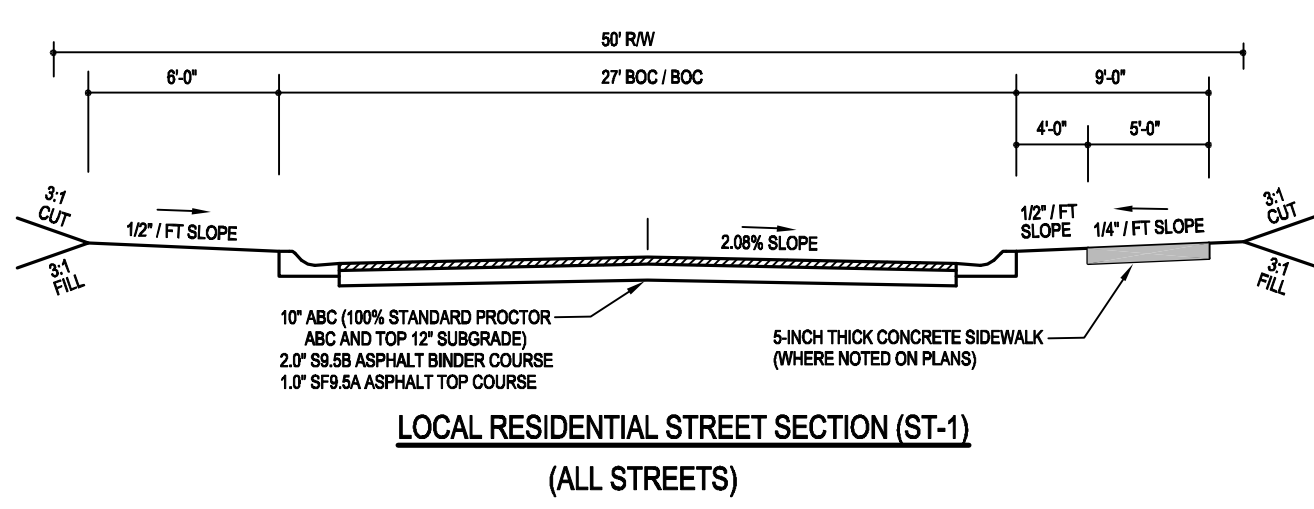 50' R/W
6'-0"
27' BOC / BOC
9'-0"
4'-0"
5'-0"
3:1
CUT
3:1
FILL
1/2" / FT SLOPE
2.08% SLOPE
1/2" / FT
SLOPE
1/4" / FT SLOPE
3:1
CUT
3:1
FILL
10" ABC (100% STANDARD PROCTOR
ABC AND TOP 12" SUBGRADE)
2.0" S9.5B ASPHALT BINDER COURSE
1.0" SF9.5A ASPHALT TOP COURSE
5-INCH THICK CONCRETE SIDEWALK
(WHERE NOTED ON PLANS)
LOCAL RESIDENTIAL STREET SECTION (ST-1)
(ALL STREETS)